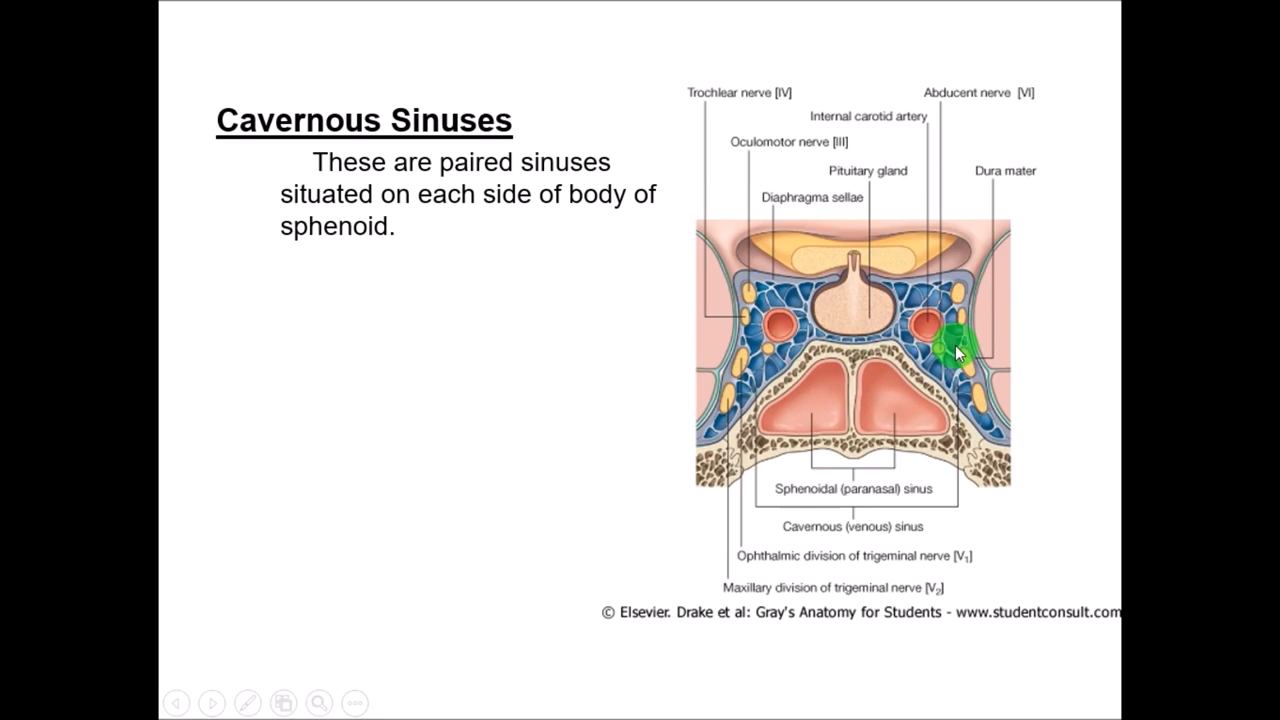 Cavernous Sinuses
These are paired sinuses
situated on each side of body of
sphenoid.
Trochlear nerve [IV]
Abducent nerve [VI]
Internal carotid artery
Oculomotor nerve [III]
Pituitary gland
Dura mater
Diaphragma sellae
Sphenoidal (paranasal) sinus
Cavernous (venous) sinus
Ophthalmic division of trigeminal nerve [V₁]
Maxillary division of trigeminal nerve [V₂]
© Elsevier. Drake et al: Gray's Anatomy for Students - www.studentconsult.com